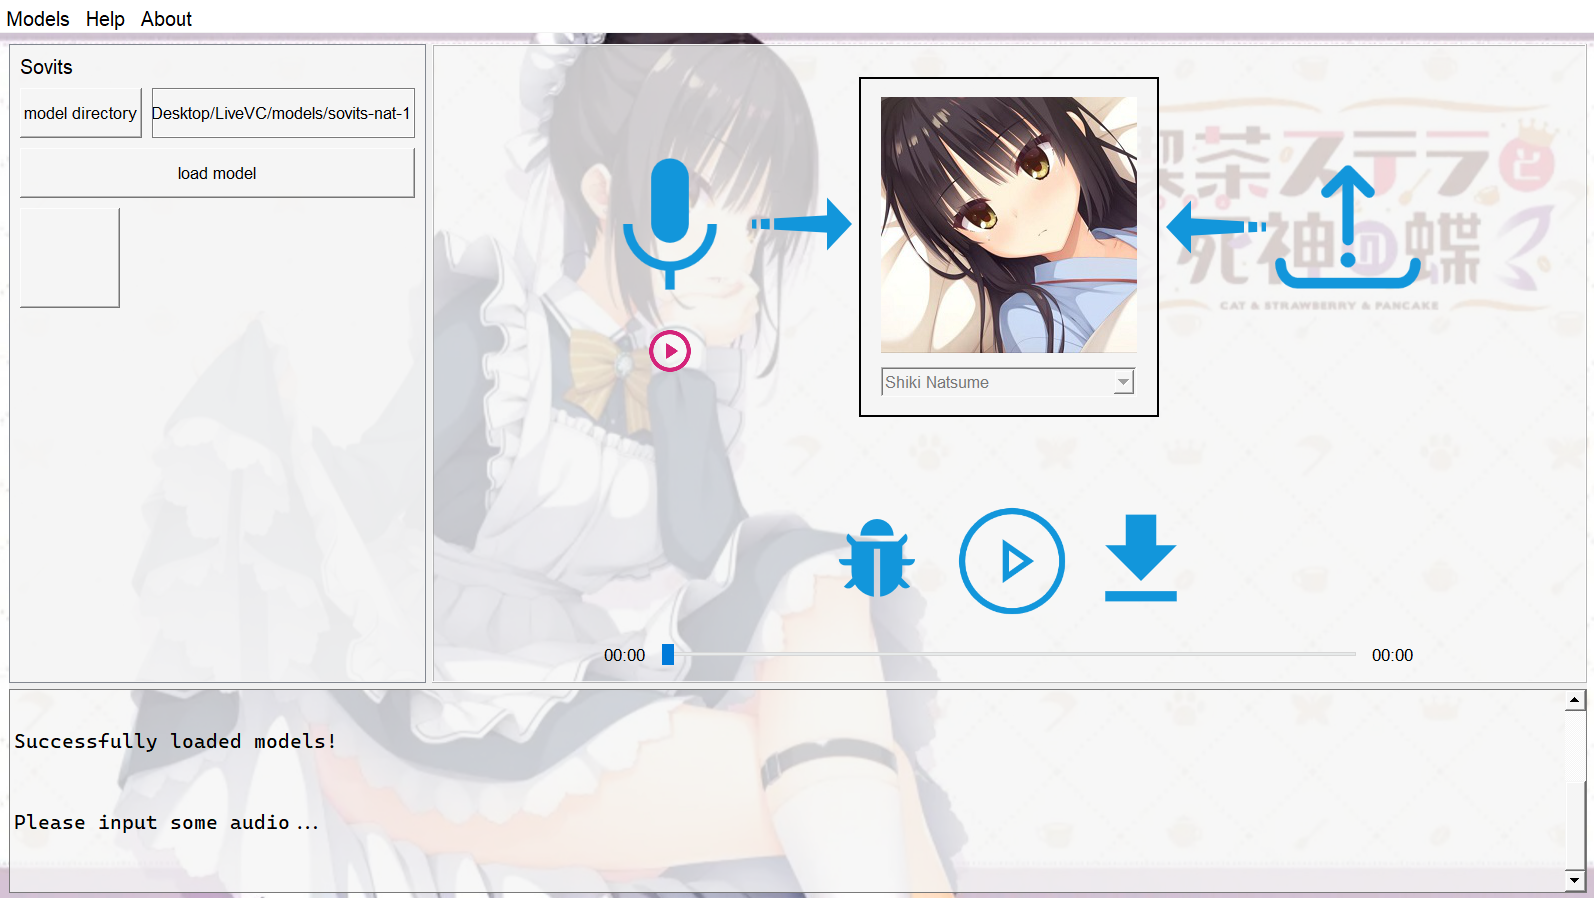 Models Help About
Sovits
model directory
Desktop/LiveVC/models/sovits-nat-1
load model
喫茶ステラと
死神の蝶
CAT & STRAWBERRY & PANCAKE
Shiki Natsume
00:00
00:00
Successfully loaded models!
Please input some audio...